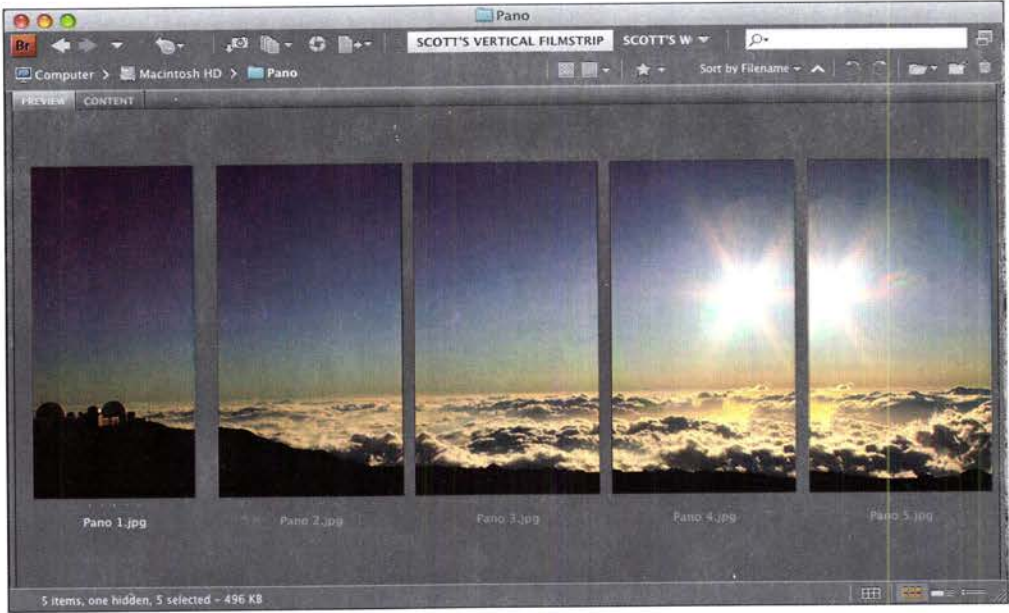 Pano
Br
SCOTT'S VERTICAL FILMSTRIP SCOTT'S W
Computer > Macintosh HD > Pano
Sort by Filename
PREVIEW CONTENT
Pano 1.jpg Pano 2.jpg Pano 3.jpg Pano 4.jpg Pano 5.jpg
5 items, one hidden, 5 selected - 496 KB